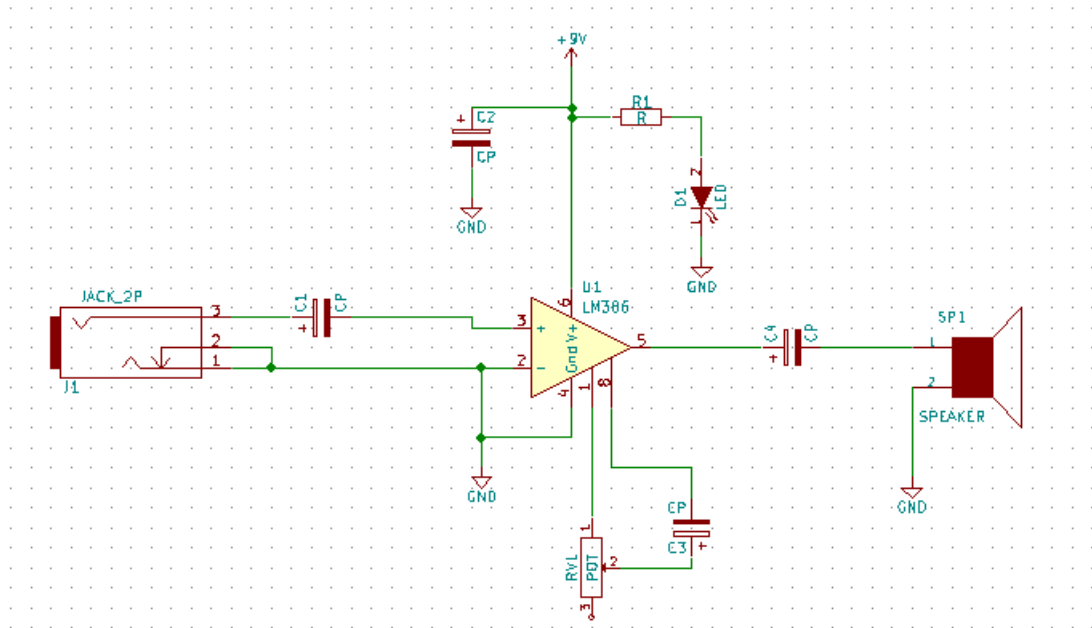 +9V
R1
R
+ C2
CP
2
D1
LED
1
GND
GND
JACK_2P
3
2
1
J1
C1
CP
+
U1
LM386
6
3
+
V+
2
-
Gnd
4
1
8
5
C4
CP
+
SP1
1
2
SPEAKER
GND
GND
CP
C3 +
1
RV1
POT
2
3